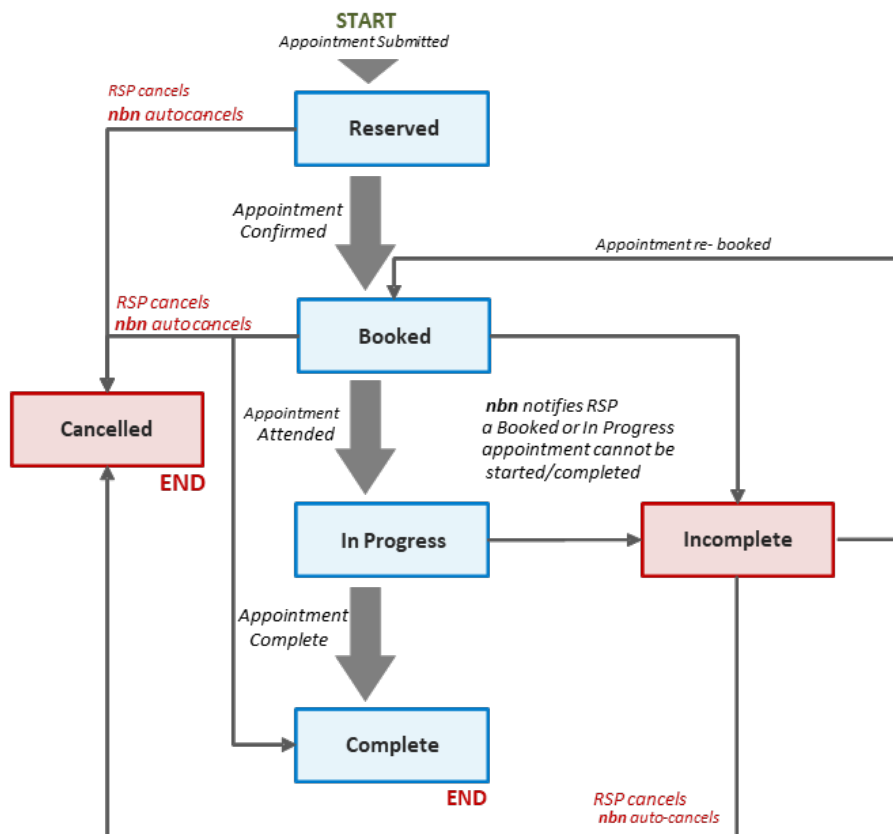 START
Appointment Submitted
RSP cancels
nbn autocancels
Reserved
Appointment
Confirmed
Appointment re- booked
RSP cancels
nbn autocancels
Booked
Appointment
Attended
nbn notifies RSP
a Booked or In Progress
appointment cannot be
started/completed
Cancelled
END
In Progress
Incomplete
Appointment
Complete
Complete
END
RSP cancels
nbn auto-cancels